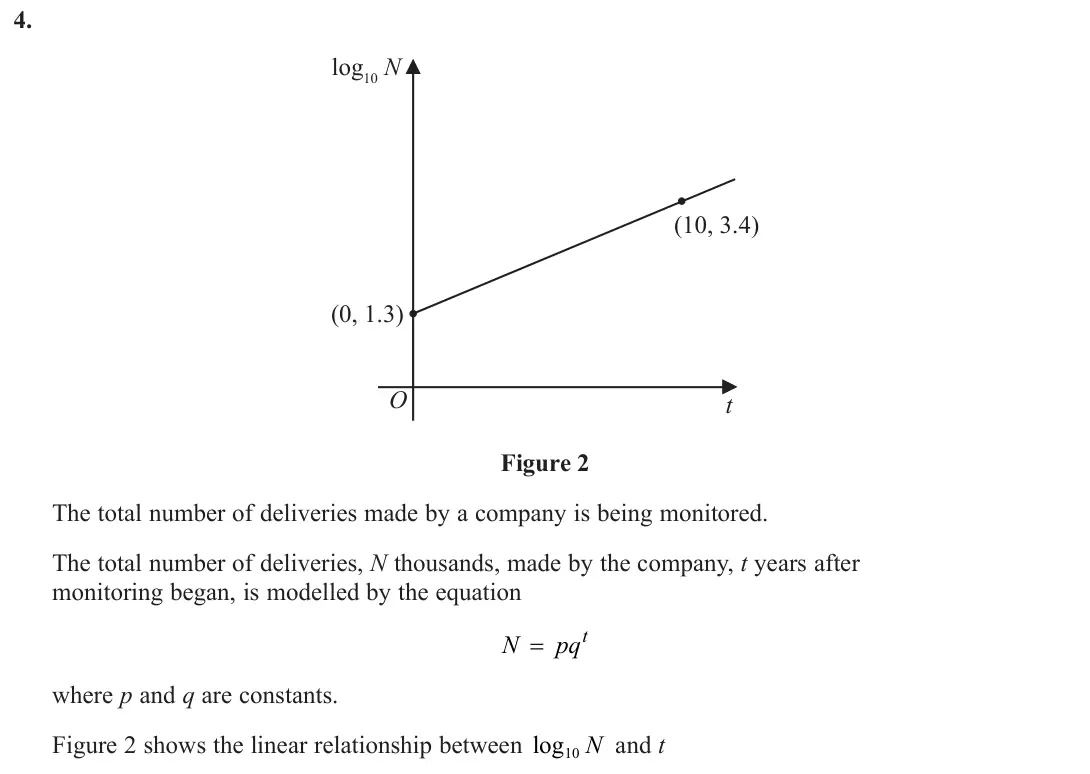 4.
log₁₀ N
(10, 3.4)
(0, 1.3)
O
t
Figure 2
The total number of deliveries made by a company is being monitored.
The total number of deliveries, N thousands, made by the company, t years after
monitoring began, is modelled by the equation
N = pqᵗ
where p and q are constants.
Figure 2 shows the linear relationship between log₁₀ N and t